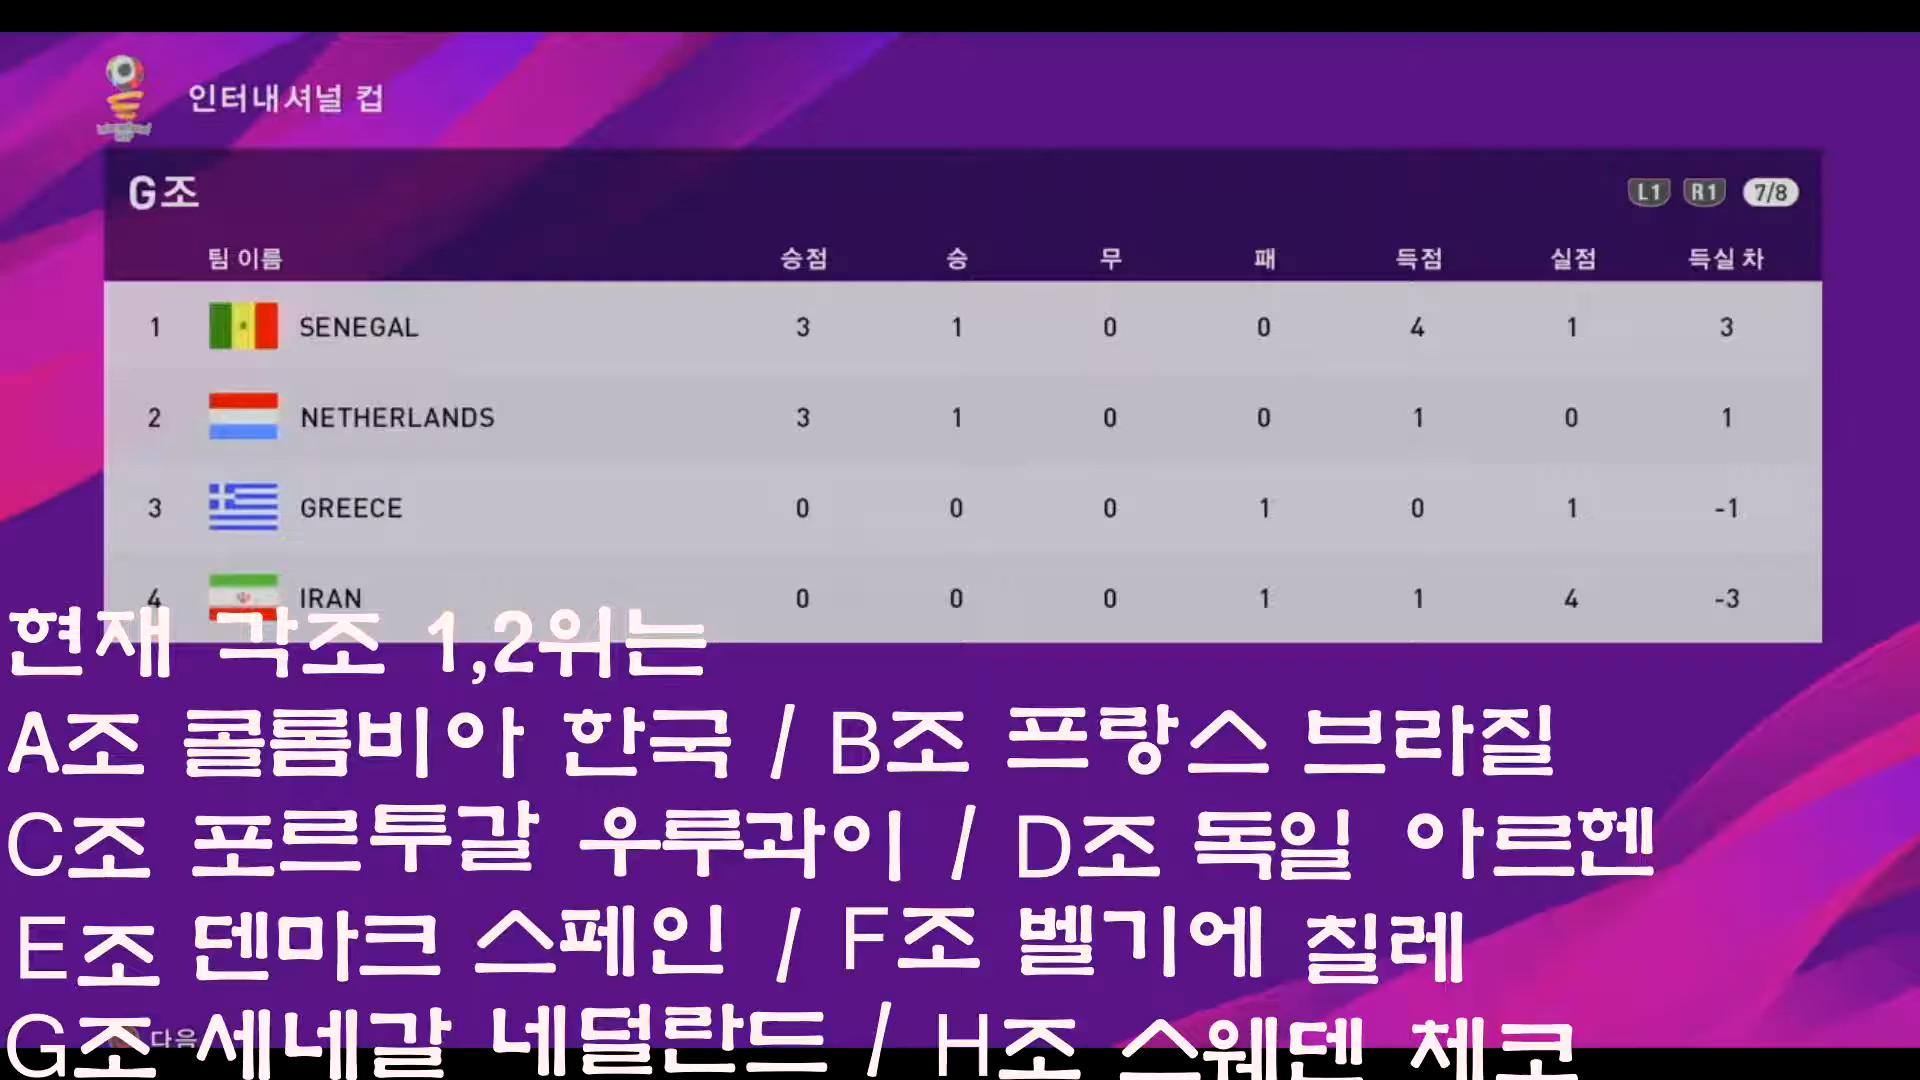 인터내셔널 컵
G조 L1 R1 7/8
팀 이름 승점 승 무 패 득점 실점 득실 차
1 SENEGAL 3 1 0 0 4 1 3
2 NETHERLANDS 3 1 0 0 1 0 1
3 GREECE 0 0 0 1 0 1 -1
4 IRAN 0 0 0 1 1 4 -3
현재 각조 1,2위는
A조 콜롬비아 한국 / B조 프랑스 브라질
C조 포르투갈 우루과이 / D조 독일 아르헨
E조 덴마크 스페인 / F조 벨기에 칠레
다음
G조 세네갈 네덜란드 / H조 스웨덴 체코